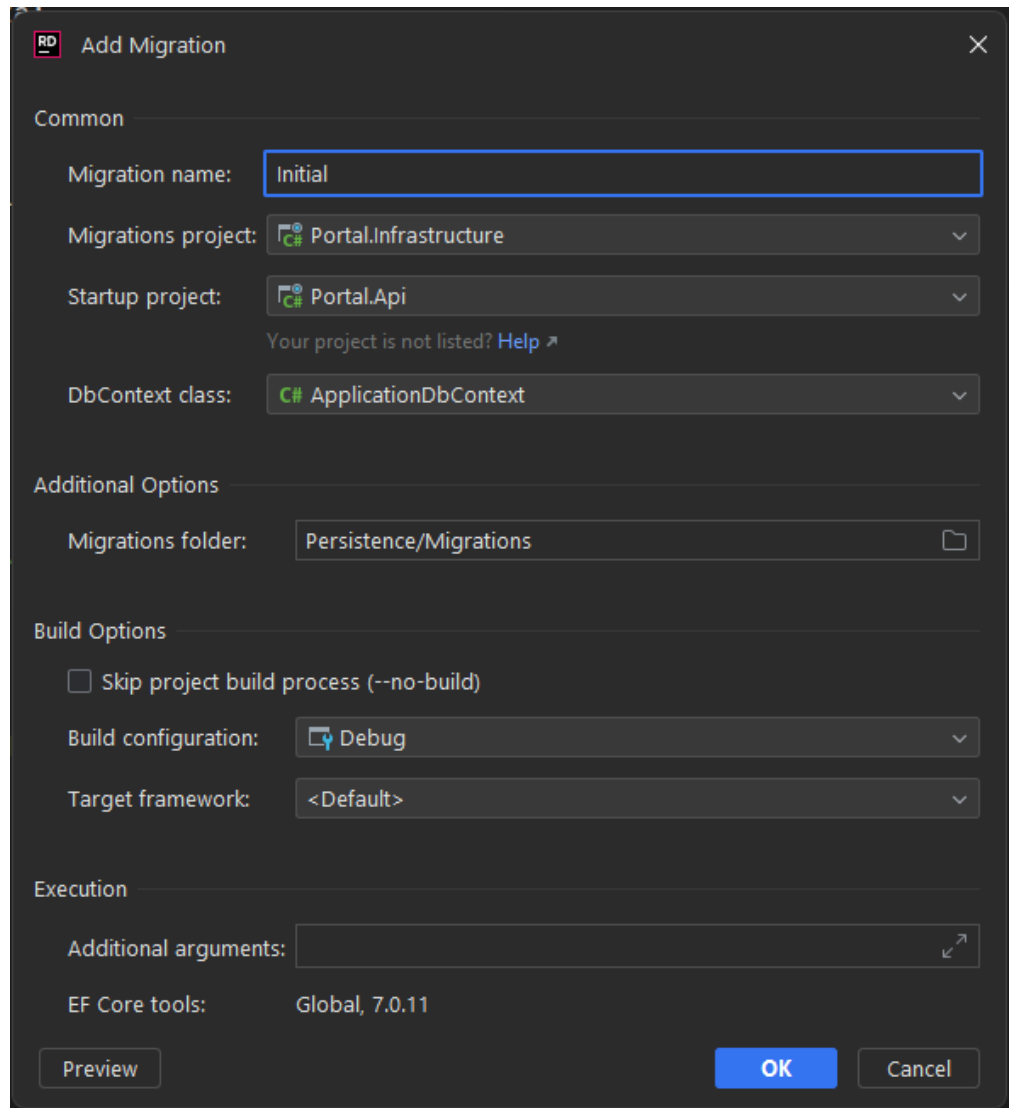 RD Add Migration
Common
Migration name: Initial
Migrations project: C# Portal.Infrastructure
Startup project: C# Portal.Api
Your project is not listed? Help
DbContext class: C# ApplicationDbContext
Additional Options
Migrations folder: Persistence/Migrations
Build Options
Skip project build process (--no-build)
Build configuration: Debug
Target framework: <Default>
Execution
Additional arguments:
EF Core tools: Global, 7.0.11
Preview OK Cancel